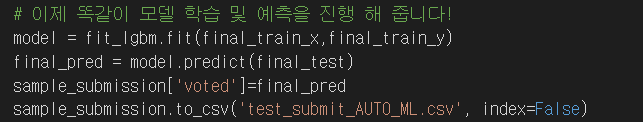 # 이제 똑같이 모델 학습 및 예측을 진행 해 줍니다!
model = fit_lgbm.fit(final_train_x,final_train_y)
final_pred = model.predict(final_test)
sample_submission['voted']=final_pred
sample_submission.to_csv('test_submit_AUTO_ML.csv', index=False)